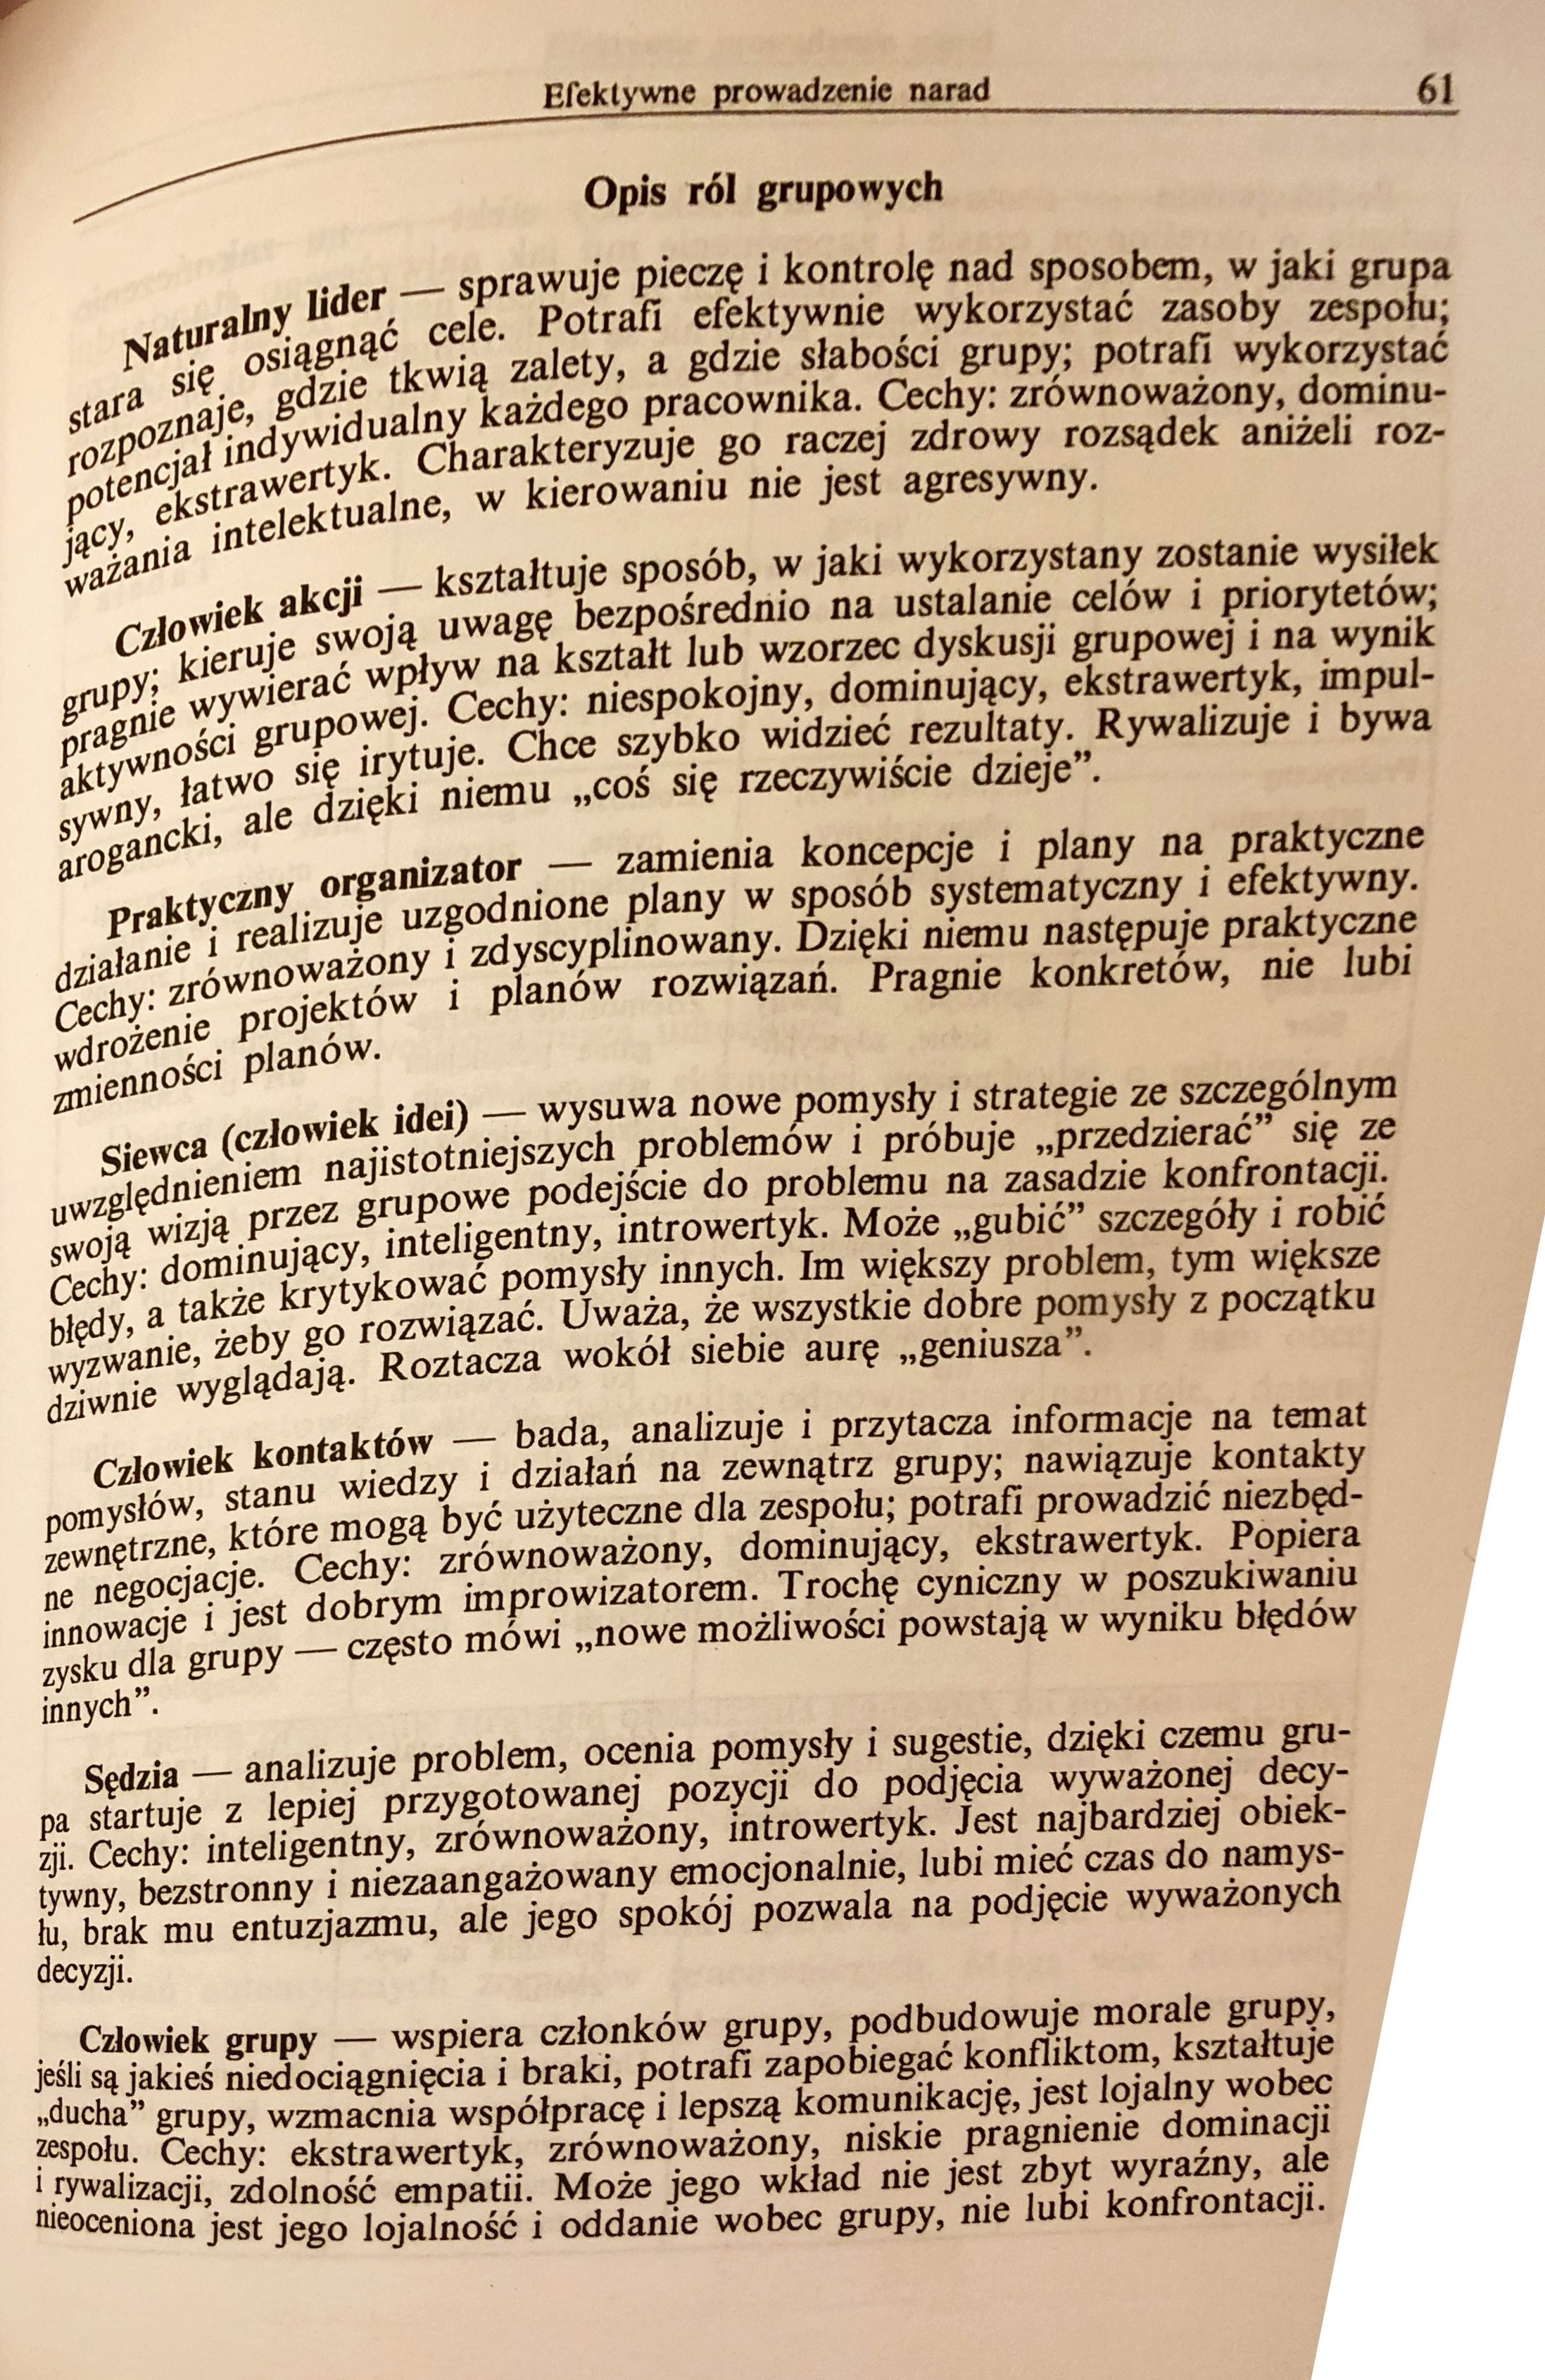 Efektywne prowadzenie narad 61
Opis ról grupowych
Naturalny lider — sprawuje pieczę i kontrolę nad sposobem, w jaki grupa
stara się osiągnąć cele. Potrafi efektywnie wykorzystać zasoby zespołu;
rozpoznaje, gdzie tkwią zalety, a gdzie słabości grupy; potrafi wykorzystać
potencjał indywidualny każdego pracownika. Cechy: zrównoważony, dominu-
jący, ekstrawertyk. Charakteryzuje go raczej zdrowy rozsądek aniżeli roz-
ważania intelektualne, w kierowaniu nie jest agresywny.
Człowiek akcji — kształtuje sposób, w jaki wykorzystany zostanie wysiłek
grupy; kieruje swoją uwagę bezpośrednio na ustalanie celów i priorytetów;
pragnie wywierać wpływ na kształt lub wzorzec dyskusji grupowej i na wynik
aktywności grupowej. Cechy: niespokojny, dominujący, ekstrawertyk, impul-
sywny, łatwo się irytuje. Chce szybko widzieć rezultaty. Rywalizuje i bywa
arogancki, ale dzięki niemu „coś się rzeczywiście dzieje”.
Praktyczny organizator — zamienia koncepcje i plany na praktyczne
działanie i realizuje uzgodnione plany w sposób systematyczny i efektywny.
Cechy: zrównoważony i zdyscyplinowany. Dzięki niemu następuje praktyczne
wdrożenie projektów i planów rozwiązań. Pragnie konkretów, nie lubi
zmienności planów.
Siewca (człowiek idei) — wysuwa nowe pomysły i strategie ze szczególnym
uwzględnieniem najistotniejszych problemów i próbuje „przedzierać” się ze
swoją wizją przez grupowe podejście do problemu na zasadzie konfrontacji.
Cechy: dominujący, inteligentny, introwertyk. Może „gubić” szczegóły i robić
błędy, a także krytykować pomysły innych. Im większy problem, tym większe
wyzwanie, żeby go rozwiązać. Uważa, że wszystkie dobre pomysły z początku
dziwnie wyglądają. Roztacza wokół siebie aurę „geniusza”.
Człowiek kontaktów — bada, analizuje i przytacza informacje na temat
pomysłów, stanu wiedzy i działań na zewnątrz grupy; nawiązuje kontakty
zewnętrzne, które mogą być użyteczne dla zespołu; potrafi prowadzić niezbęd-
ne negocjacje. Cechy: zrównoważony, dominujący, ekstrawertyk. Popiera
innowacje i jest dobrym improwizatorem. Trochę cyniczny w poszukiwaniu
zysku dla grupy — często mówi „nowe możliwości powstają w wyniku błędów
innych”.
Sędzia — analizuje problem, ocenia pomysły i sugestie, dzięki czemu gru-
pa startuje z lepiej przygotowanej pozycji do podjęcia wyważonej decy-
zji. Cechy: inteligentny, zrównoważony, introwertyk. Jest najbardziej obiek-
tywny, bezstronny i niezaangażowany emocjonalnie, lubi mieć czas do namys-
łu, brak mu entuzjazmu, ale jego spokój pozwala na podjęcie wyważonych
decyzji.
Człowiek grupy — wspiera członków grupy, podbudowuje morale grupy,
jeśli są jakieś niedociągnięcia i braki, potrafi zapobiegać konfliktom, kształtuje
„ducha” grupy, wzmacnia współpracę i lepszą komunikację, jest lojalny wobec
zespołu. Cechy: ekstrawertyk, zrównoważony, niskie pragnienie dominacji
i rywalizacji, zdolność empatii. Może jego wkład nie jest zbyt wyraźny, ale
nieoceniona jest jego lojalność i oddanie wobec grupy, nie lubi konfrontacji.